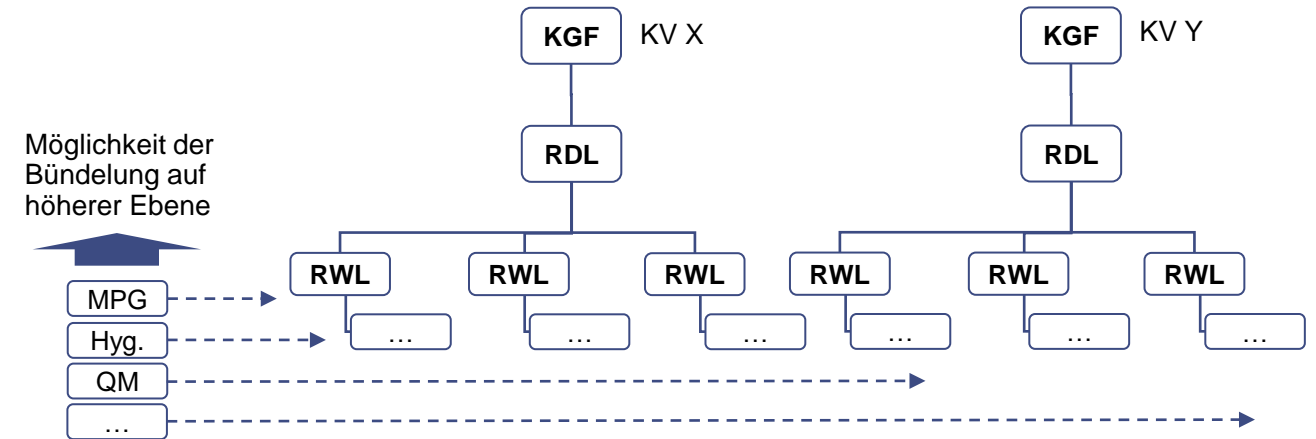 KGF KV X KGF KV Y
RDL RDL
Möglichkeit der
Bündelung auf
höherer Ebene
RWL RWL RWL RWL RWL RWL
MPG
… … … … … …
Hyg.
QM
…